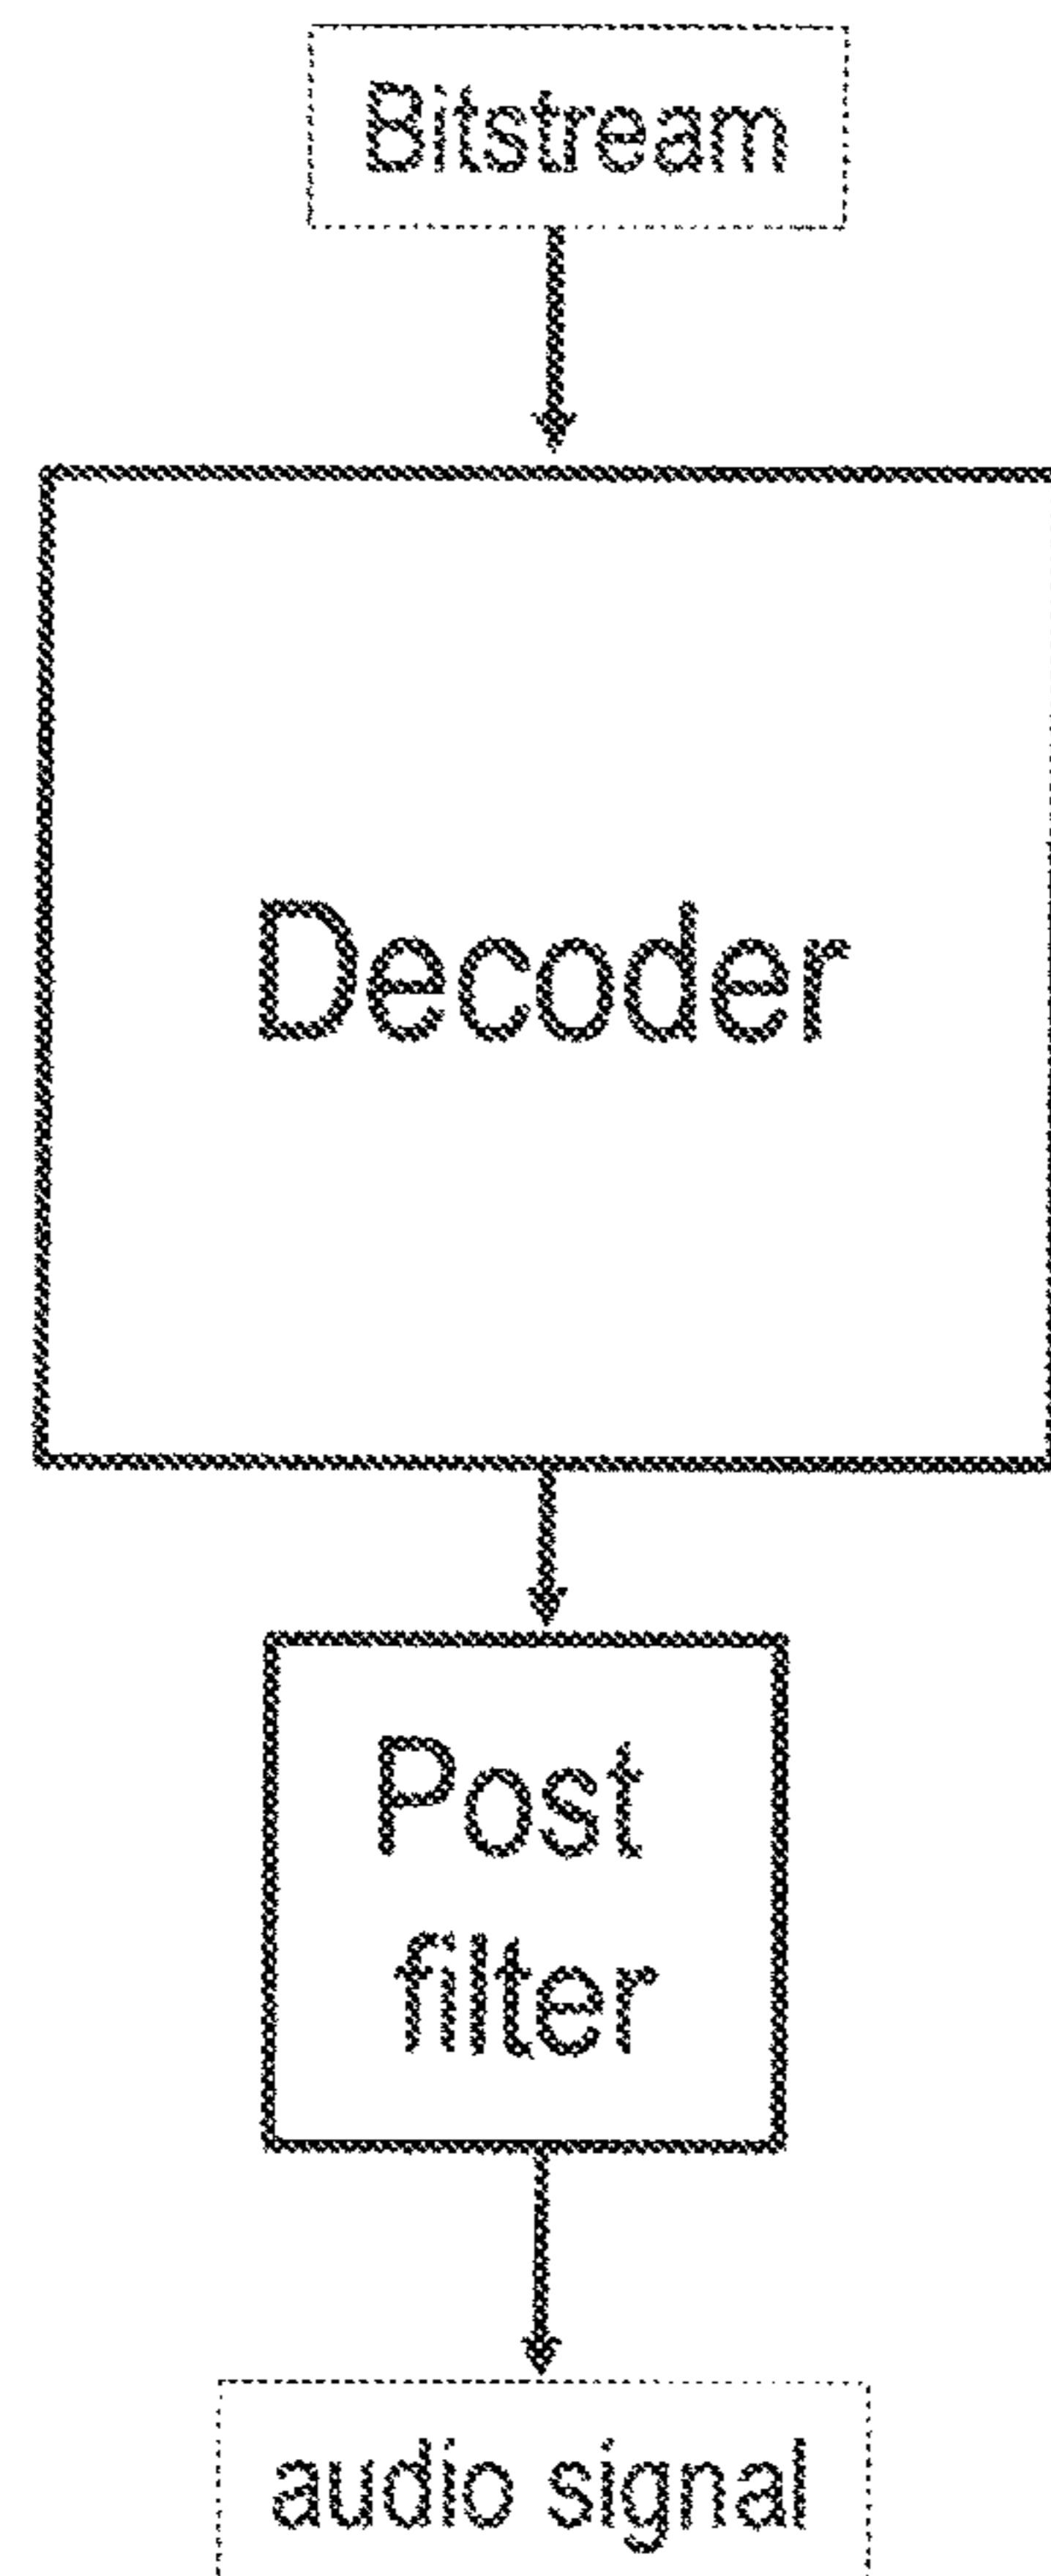 Bitstream
Decoder
Post
filter
audio signal